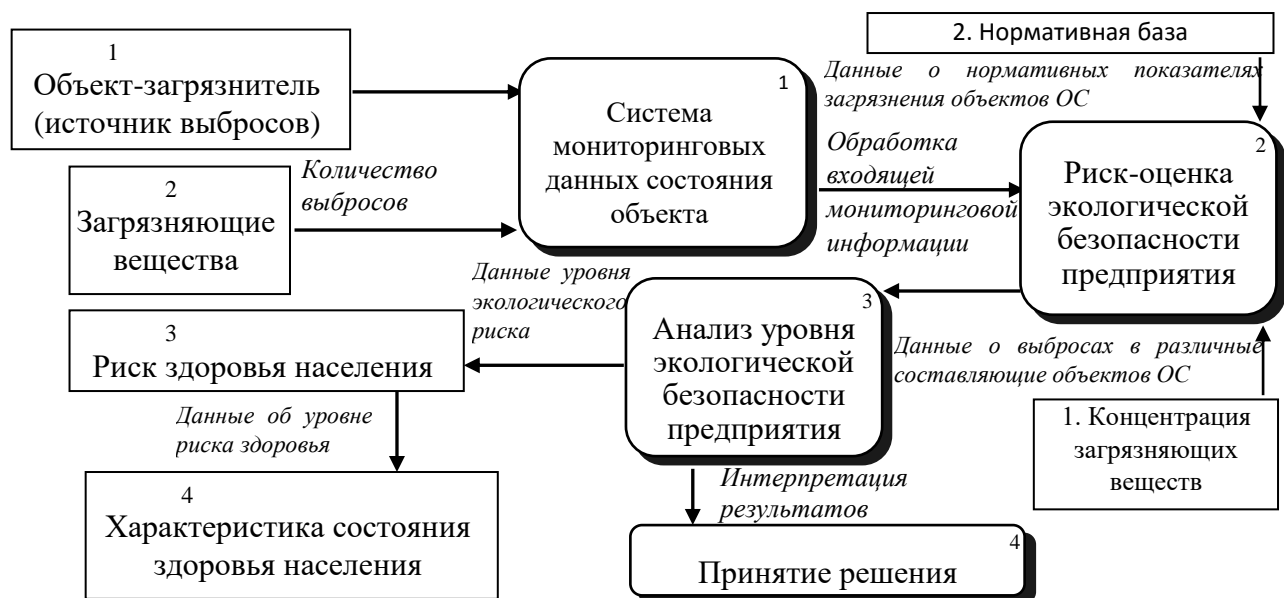 1
Объект-загрязнитель
(источник выбросов)
2
Загрязняющие
вещества
Количество
выбросов
1
Система
мониторинговых
данных состояния
объекта
2. Нормативная база
Данные о нормативных показателях
загрязнения объектов ОС
Обработка
входящей
мониторинговой
информации
2
Риск-оценка
экологической
безопасности
предприятия
Данные о выбросах в различные
составляющие объектов ОС
1. Концентрация
загрязняющих
веществ
3
Анализ уровня
экологической
безопасности
предприятия
Данные уровня
экологического
риска
3
Риск здоровья населения
Данные об уровне
риска здоровья
4
Характеристика состояния
здоровья населения
Интерпретация
результатов
4
Принятие решения